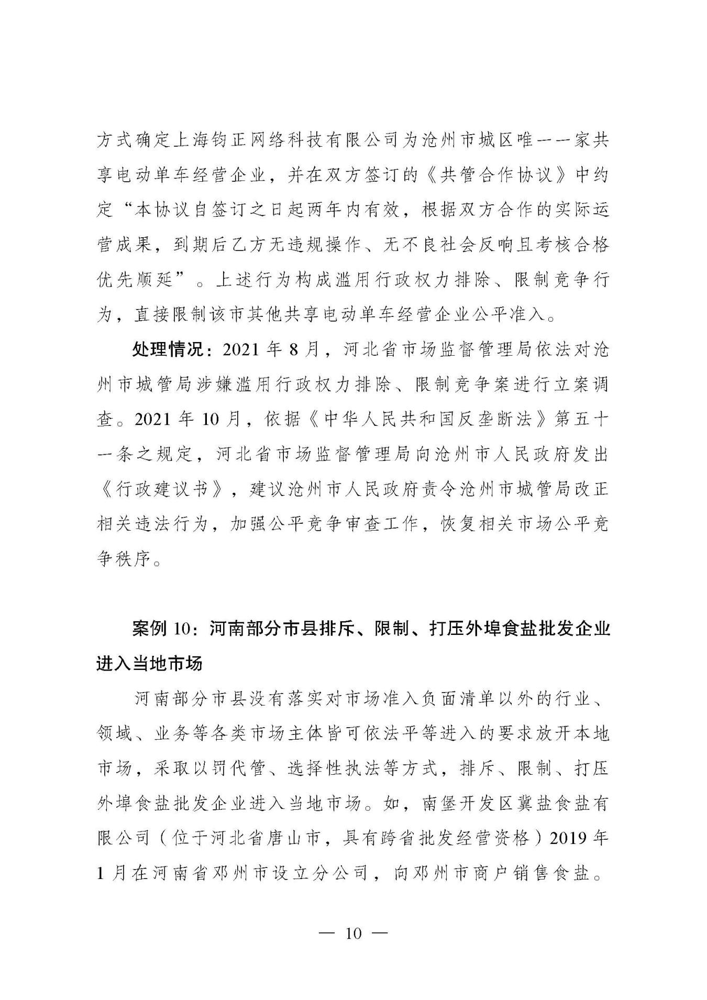 方式确定上海钧正网络科技有限公司为沧州市城区唯一一家共
享电动单车经营企业，并在双方签订的《共管合作协议》中约
定“本协议自签订之日起两年内有效，根据双方合作的实际运
营成果，到期后乙方无违规操作、无不良社会反响且考核合格
优先顺延”。上述行为构成滥用行政权力排除、限制竞争行
为，直接限制该市其他共享电动单车经营企业公平准入。
处理情况：2021 年 8 月，河北省市场监督管理局依法对沧
州市城管局涉嫌滥用行政权力排除、限制竞争案进行立案调
查。2021 年 10 月，依据《中华人民共和国反垄断法》第五十
一条之规定，河北省市场监督管理局向沧州市人民政府发出
《行政建议书》，建议沧州市人民政府责令沧州市城管局改正
相关违法行为，加强公平竞争审查工作，恢复相关市场公平竞
争秩序。
案例 10：河南部分市县排斥、限制、打压外埠食盐批发企业
进入当地市场
河南部分市县没有落实对市场准入负面清单以外的行业、
领域、业务等各类市场主体皆可依法平等进入的要求放开本地
市场，采取以罚代管、选择性执法等方式，排斥、限制、打压
外埠食盐批发企业进入当地市场。如，南堡开发区冀盐食盐有
限公司（位于河北省唐山市，具有跨省批发经营资格）2019 年
1 月在河南省邓州市设立分公司，向邓州市商户销售食盐。
— 10 —